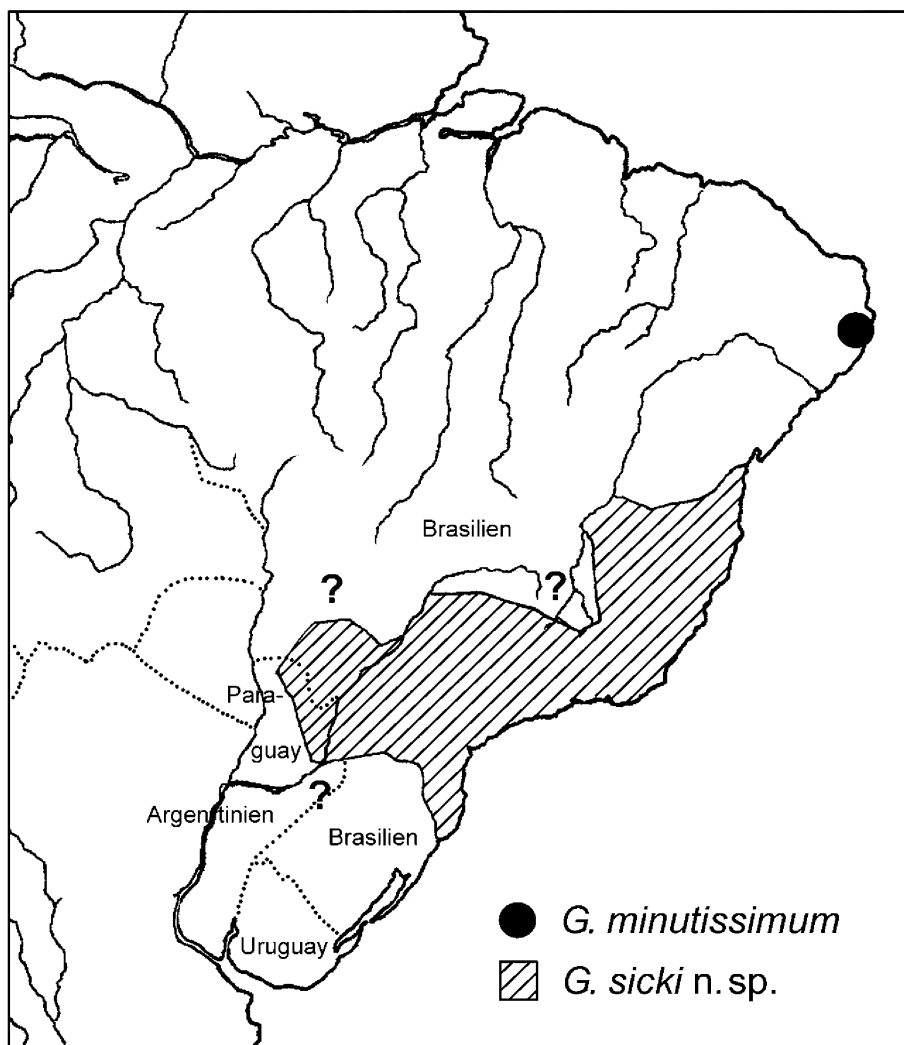 Brasilien
?
?
Para-
guay
?
Argentinien
Brasilien
Uruguay
G. minutissimum
G. sicki n. sp.